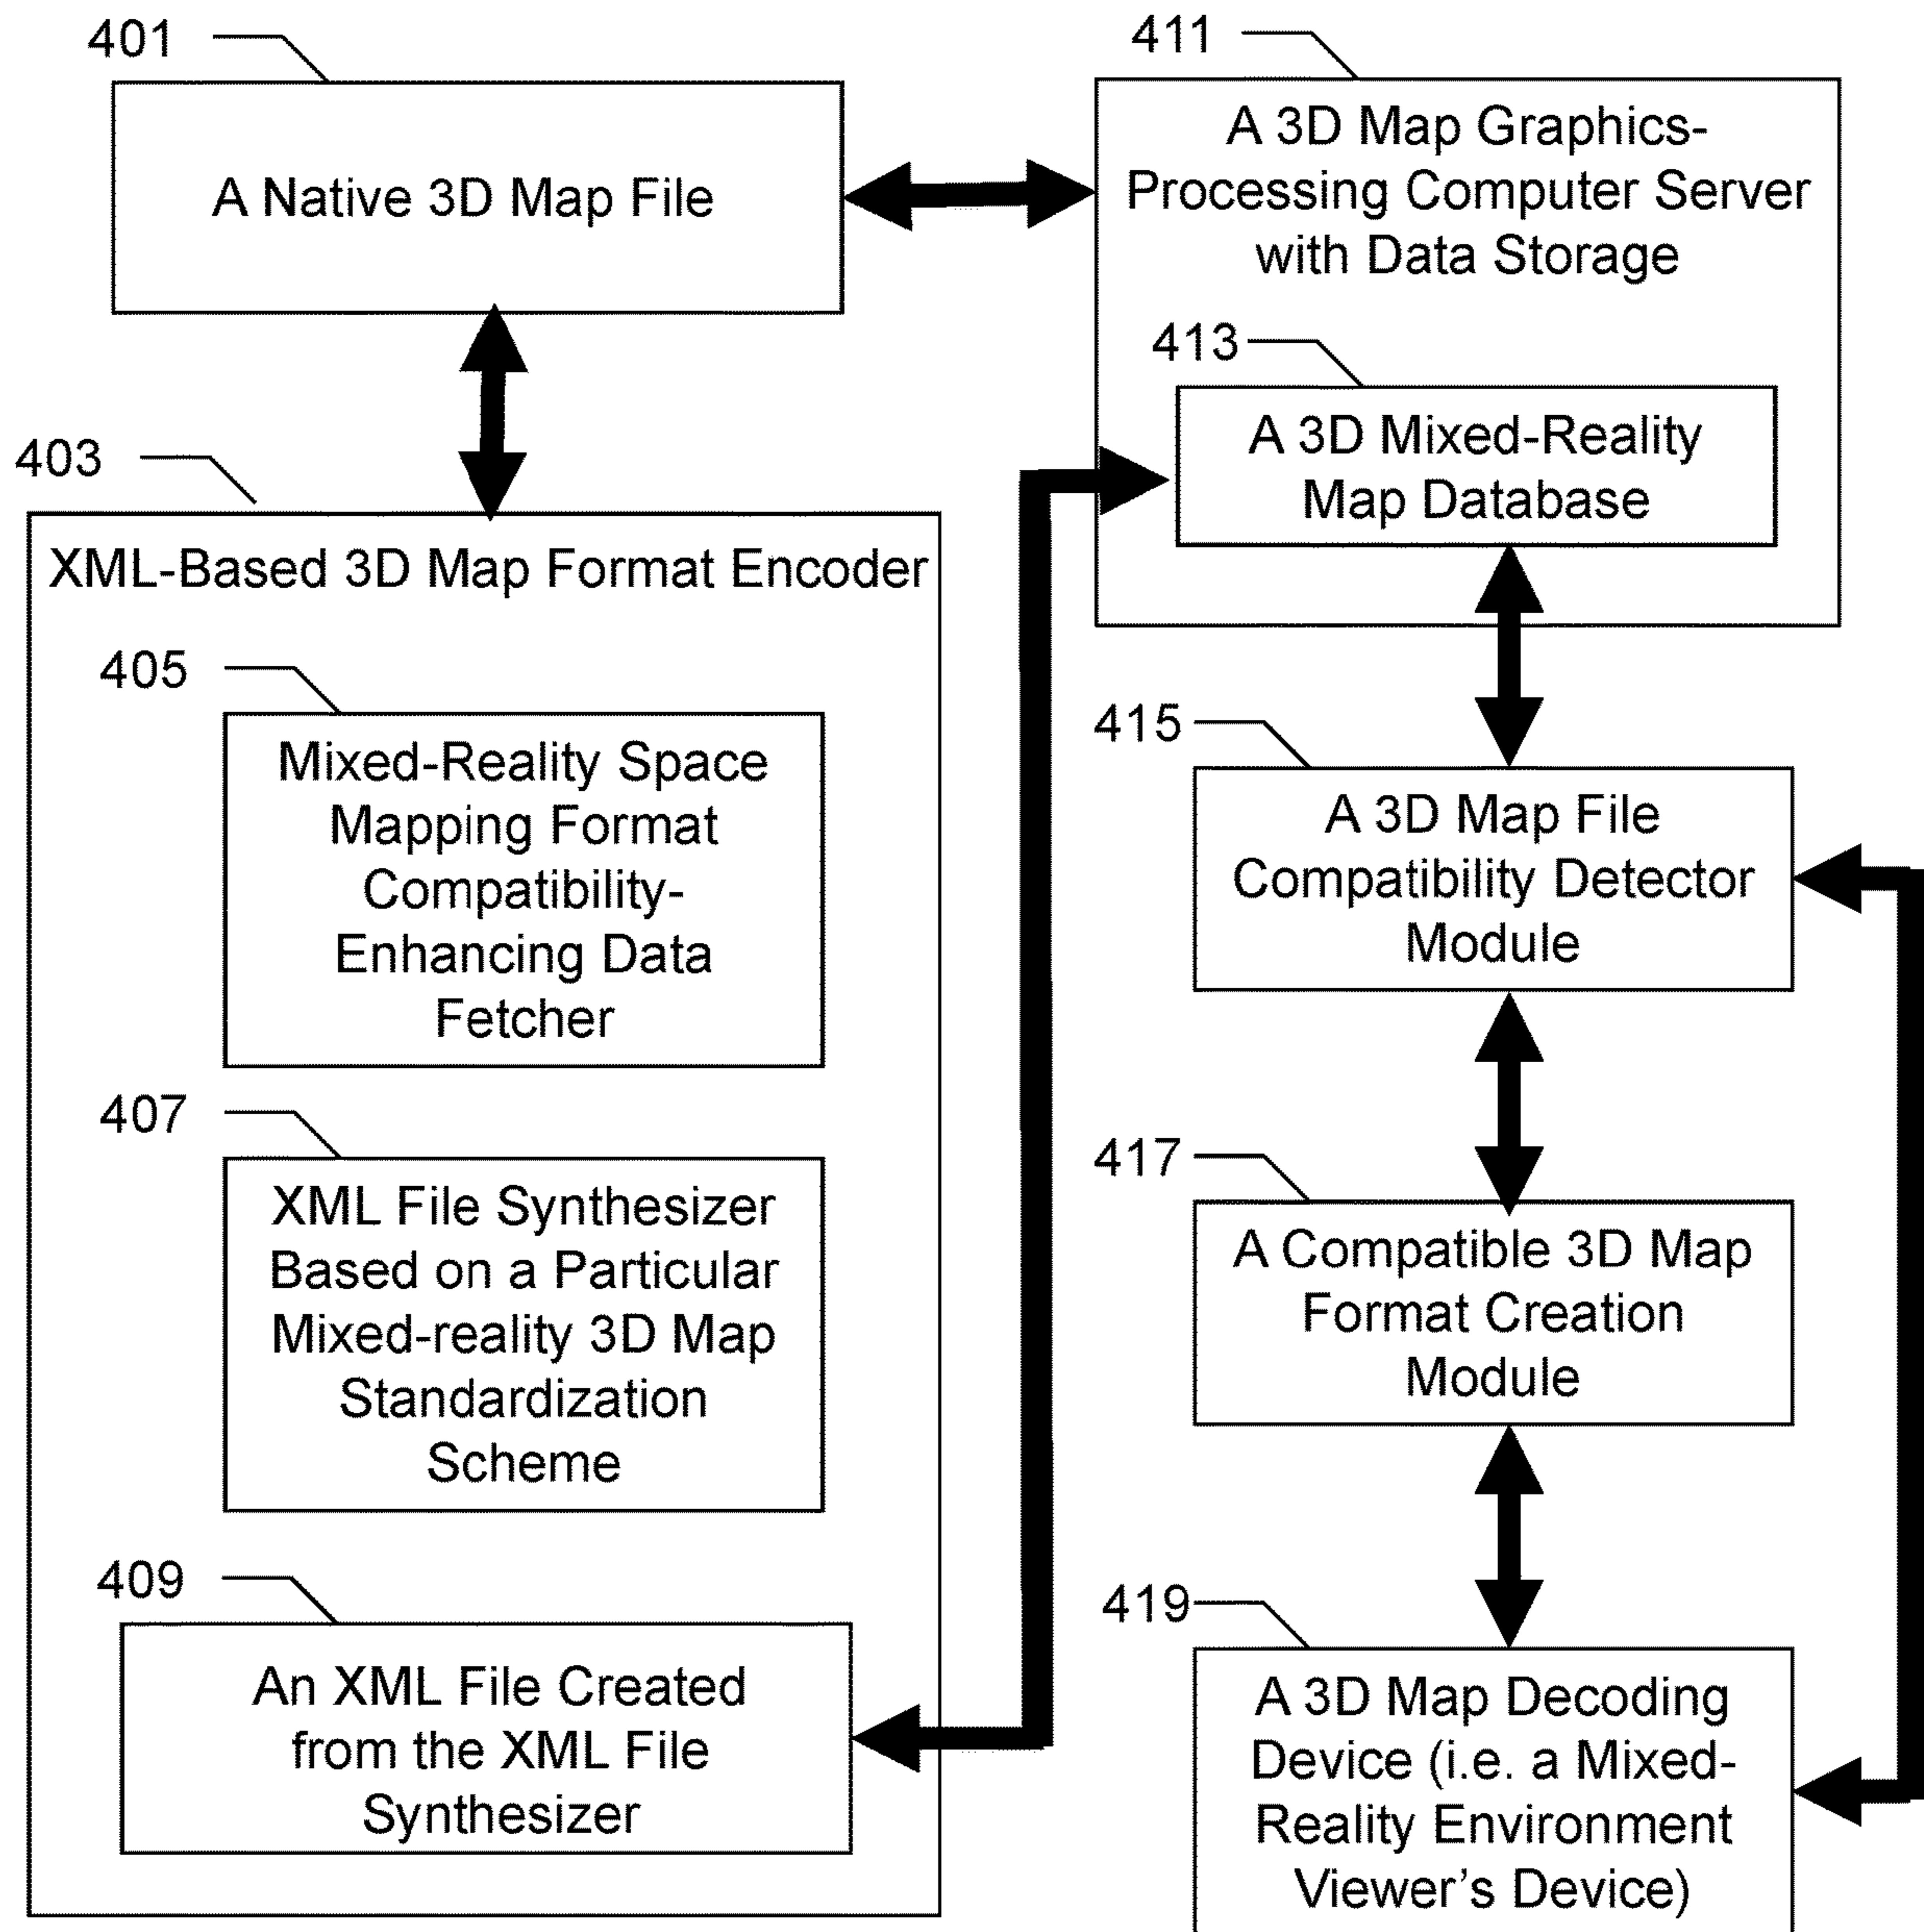 401
A Native 3D Map File
403
XML-Based 3D Map Format Encoder
405
Mixed-Reality Space
Mapping Format
Compatibility-
Enhancing Data
Fetcher
407
XML File Synthesizer
Based on a Particular
Mixed-reality 3D Map
Standardization
Scheme
409
An XML File Created
from the XML File
Synthesizer
411
A 3D Map Graphics-
Processing Computer Server
with Data Storage
413
A 3D Mixed-Reality
Map Database
415
A 3D Map File
Compatibility Detector
Module
417
A Compatible 3D Map
Format Creation
Module
419
A 3D Map Decoding
Device (i.e. a Mixed-
Reality Environment
Viewer’s Device)